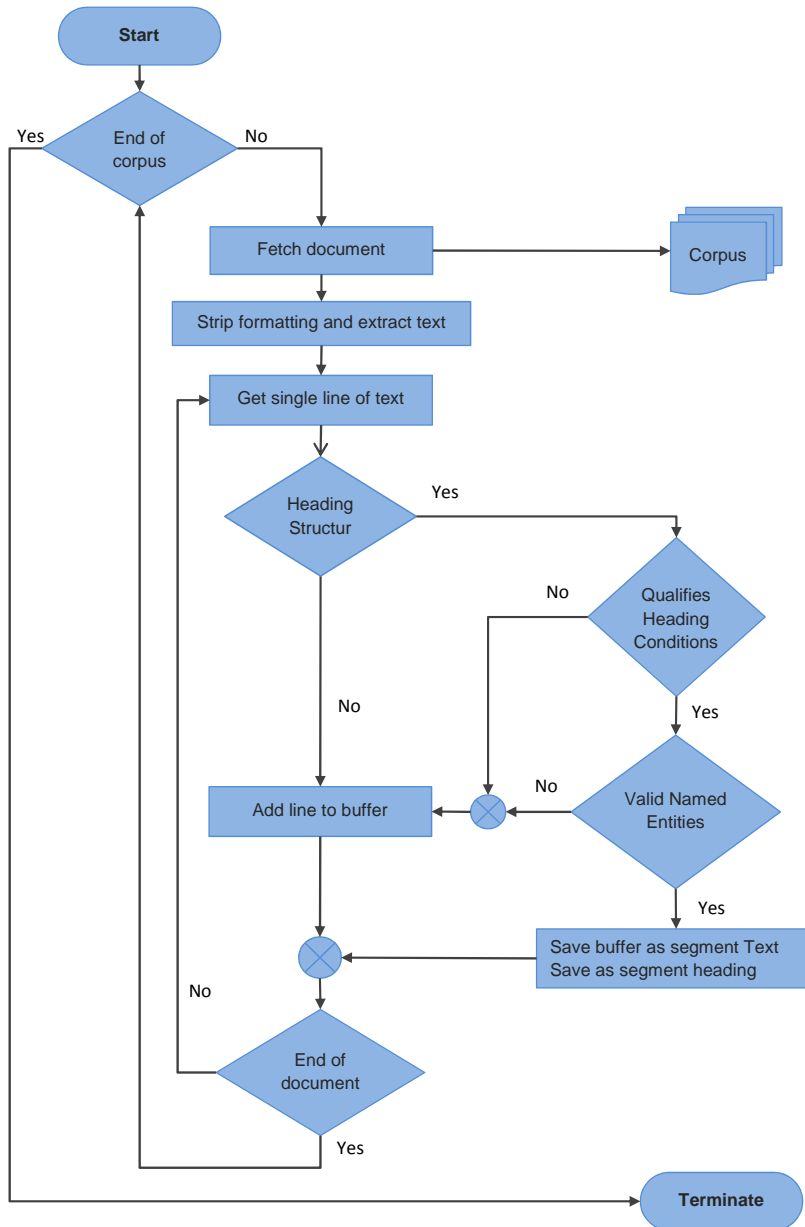 Start
Yes
End of
corpus
No
Fetch document
Corpus
Strip formatting and extract text
Get single line of text
Heading
Structur
Yes
No
Qualifies
Heading
Conditions
No
Yes
Add line to buffer
No
Valid Named
Entities
Yes
Save buffer as segment Text
Save as segment heading
No
End of
document
Yes
Terminate